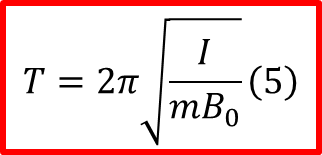 T = 2π√(I/(mB₀)) (5)